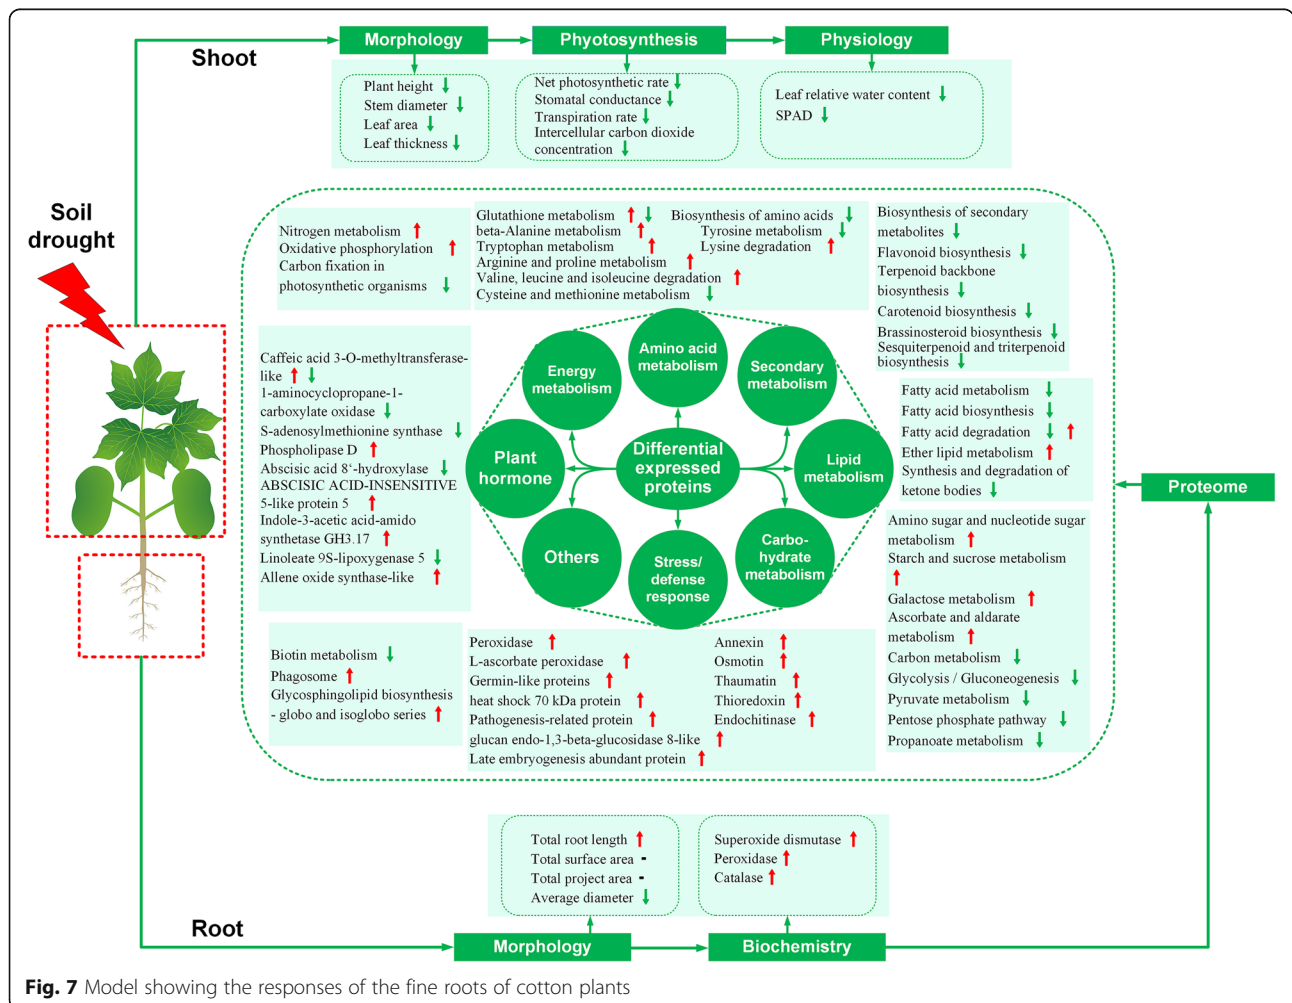 Shoot
Morphology
Phyotosynthesis
Physiology
Plant height ↓
Stem diameter ↓
Leaf area ↓
Leaf thickness ↓
Net photosynthetic rate ↓
Stomatal conductance ↓
Transpiration rate ↓
Intercellular carbon dioxide
concentration ↓
Leaf relative water content ↓
SPAD ↓
Soil
drought
Nitrogen metabolism ↑
Oxidative phosphorylation ↑
Carbon fixation in
photosynthetic organisms ↓
Glutathione metabolism ↑ ↓
beta-Alanine metabolism ↑
Tryptophan metabolism ↑
Arginine and proline metabolism ↑
Valine, leucine and isoleucine degradation ↑
Cysteine and methionine metabolism ↓
Biosynthesis of amino acids ↓
Tyrosine metabolism ↓
Lysine degradation ↑
Biosynthesis of secondary
metabolites ↓
Flavonoid biosynthesis ↓
Terpenoid backbone
biosynthesis ↓
Carotenoid biosynthesis ↓
Brassinosteroid biosynthesis ↓
Sesquiterpenoid and triterpenoid
biosynthesis ↓
Caffeic acid 3-O-methyltransferase-
like ↑ ↓
1-aminocyclopropane-1-
carboxylate oxidase ↓
S-adenosylmethionine synthase ↓
Phospholipase D ↑
Abscisic acid 8‘-hydroxylase ↓
ABSCISIC ACID-INSENSITIVE
5-like protein 5 ↑
Indole-3-acetic acid-amido
synthetase GH3.17 ↑
Linoleate 9S-lipoxygenase 5 ↓
Allene oxide synthase-like ↑
Energy
metabolism
Amino acid
metabolism
Secondary
metabolism
Plant
hormone
Differential
expressed
proteins
Lipid
metabolism
Others
Stress/
defense
response
Carbo-
hydrate
metabolism
Fatty acid metabolism ↓
Fatty acid biosynthesis ↓
Fatty acid degradation ↓ ↑
Ether lipid metabolism ↑
Synthesis and degradation of
ketone bodies ↓
Proteome
Amino sugar and nucleotide sugar
metabolism ↑
Starch and sucrose metabolism
↑
Galactose metabolism ↑
Ascorbate and aldarate
metabolism ↑
Carbon metabolism ↓
Glycolysis / Gluconeogenesis ↓
Pyruvate metabolism ↓
Pentose phosphate pathway ↓
Propanoate metabolism ↓
Biotin metabolism ↓
Phagosome ↑
Glycosphingolipid biosynthesis
- globo and isoglobo series ↑
Peroxidase ↑
L-ascorbate peroxidase ↑
Germin-like proteins ↑
heat shock 70 kDa protein ↑
Pathogenesis-related protein ↑
glucan endo-1,3-beta-glucosidase 8-like ↑
Late embryogenesis abundant protein ↑
Annexin ↑
Osmotin ↑
Thaumatin ↑
Thioredoxin ↑
Endochitinase ↑
Total root length ↑
Total surface area -
Total project area -
Average diameter ↓
Superoxide dismutase ↑
Peroxidase ↑
Catalase ↑
Root
Morphology
Biochemistry
Fig. 7 Model showing the responses of the fine roots of cotton plants